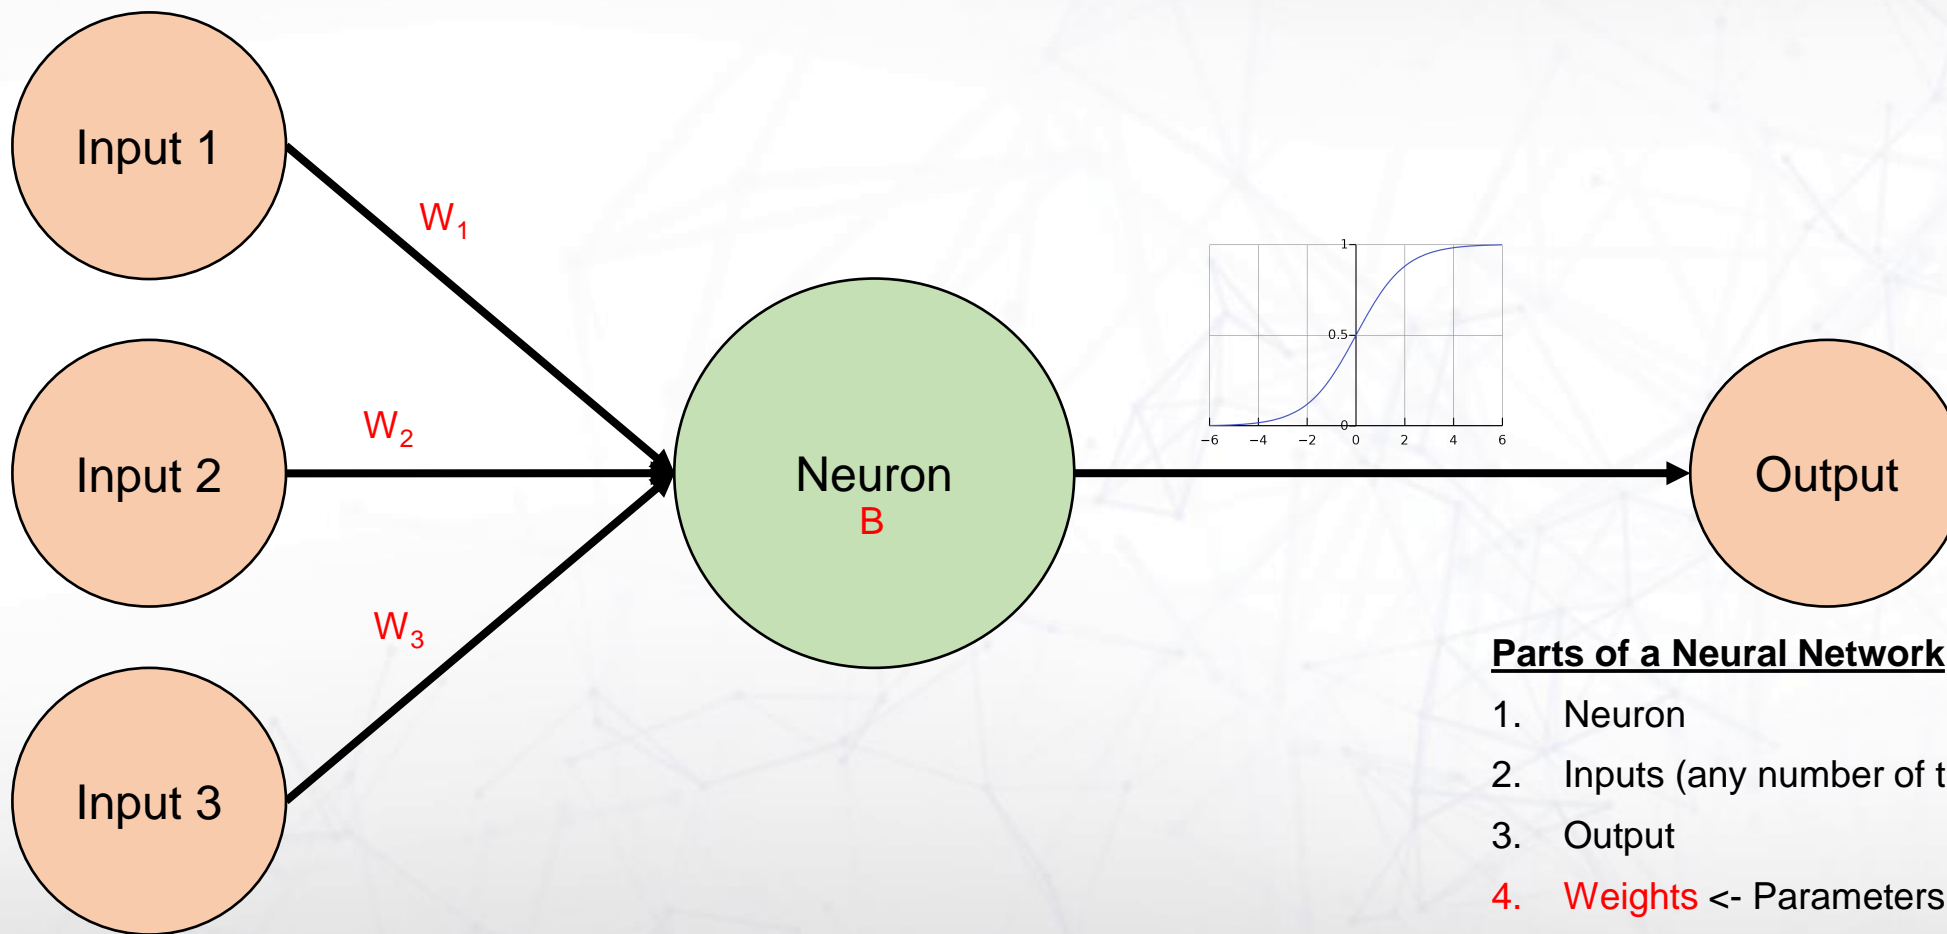 Input 1
W1
Input 2
W2
Input 3
W3
Neuron
B
1
0.5
0
−6 −4 −2 0 2 4 6
Output
Parts of a Neural Network
1. Neuron
2. Inputs (any number of t
3. Output
4. Weights <- Parameters